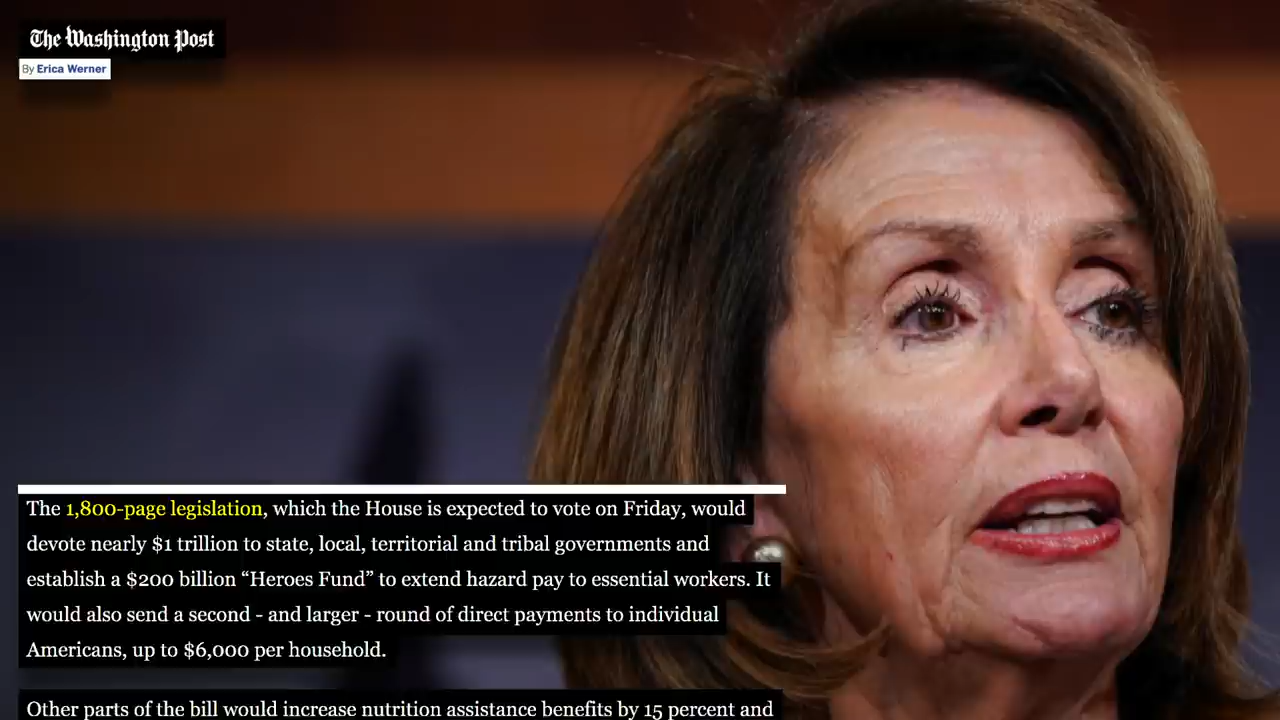 The Washington Post
By Erica Werner
The 1,800-page legislation, which the House is expected to vote on Friday, would
devote nearly $1 trillion to state, local, territorial and tribal governments and
establish a $200 billion “Heroes Fund” to extend hazard pay to essential workers. It
would also send a second - and larger - round of direct payments to individual
Americans, up to $6,000 per household.
Other parts of the bill would increase nutrition assistance benefits by 15 percent and